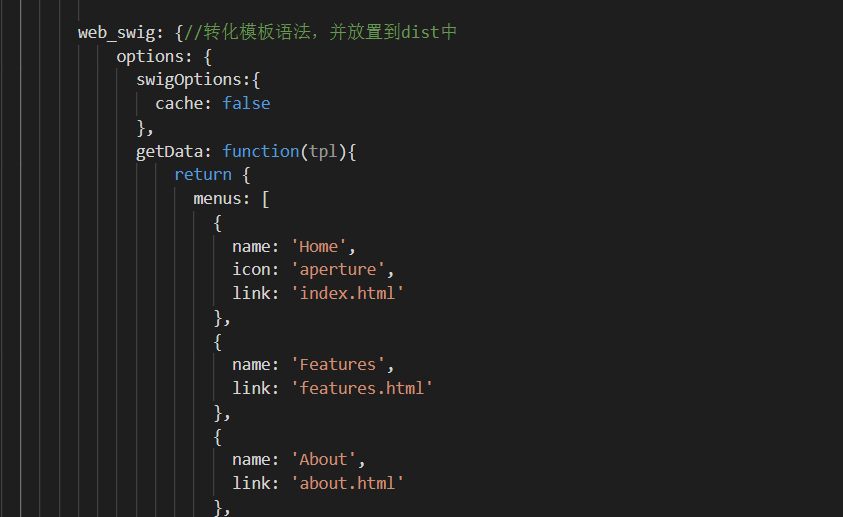 web_swig: {//转化模板语法，并放置到dist中
options: {
swigOptions:{
cache: false
},
getData: function(tpl){
return {
menus: [
{
name: 'Home',
icon: 'aperture',
link: 'index.html'
},
{
name: 'Features',
link: 'features.html'
},
{
name: 'About',
link: 'about.html'
},